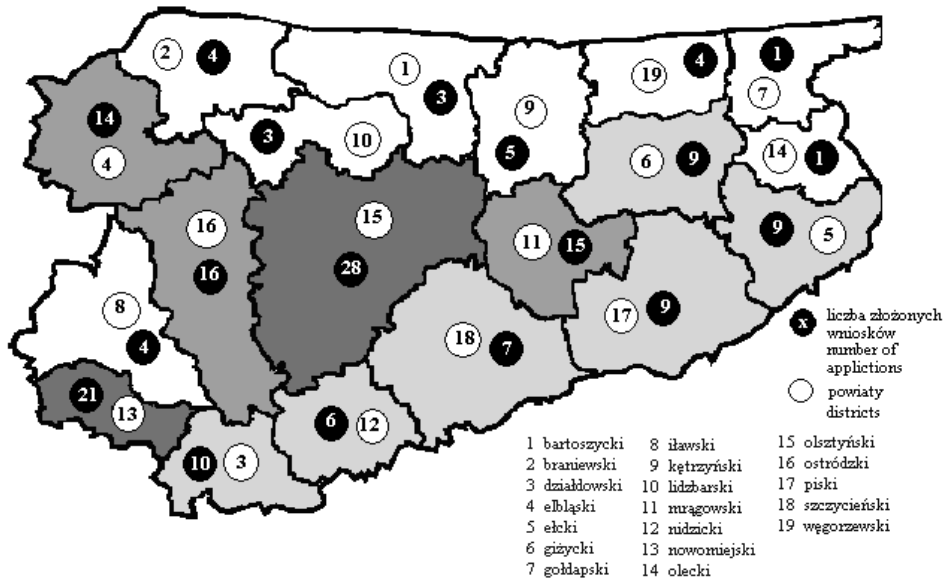 2 4
1
3
19 4
1
7
14
4
3 10
9
5
6 9
14 1
16
16
15
28
11 15
9 5
8
4
17 9
18 7
21
13
10 3
6 12
x liczba złożonych
wniosków
number of
applictions
powiaty
districts
1 bartoszycki
2 braniewski
3 działdowski
4 elbląski
5 ełcki
6 giżycki
7 gołdapski
8 iławski
9 kętrzyński
10 lidzbarski
11 mrągowski
12 nidzicki
13 nowomiejski
14 olecki
15 olsztyński
16 ostródzki
17 piski
18 szczycieński
19 węgorzewski